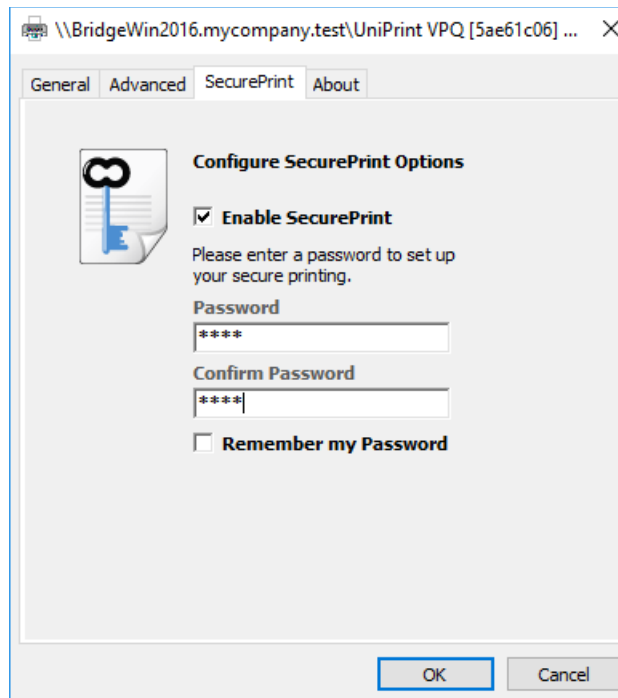 \\BridgeWin2016.mycompany.test\UniPrint VPQ [5ae61c06] ...
General Advanced SecurePrint About
Configure SecurePrint Options
Enable SecurePrint
Please enter a password to set up
your secure printing.
Password
****
Confirm Password
****
Remember my Password
OK Cancel